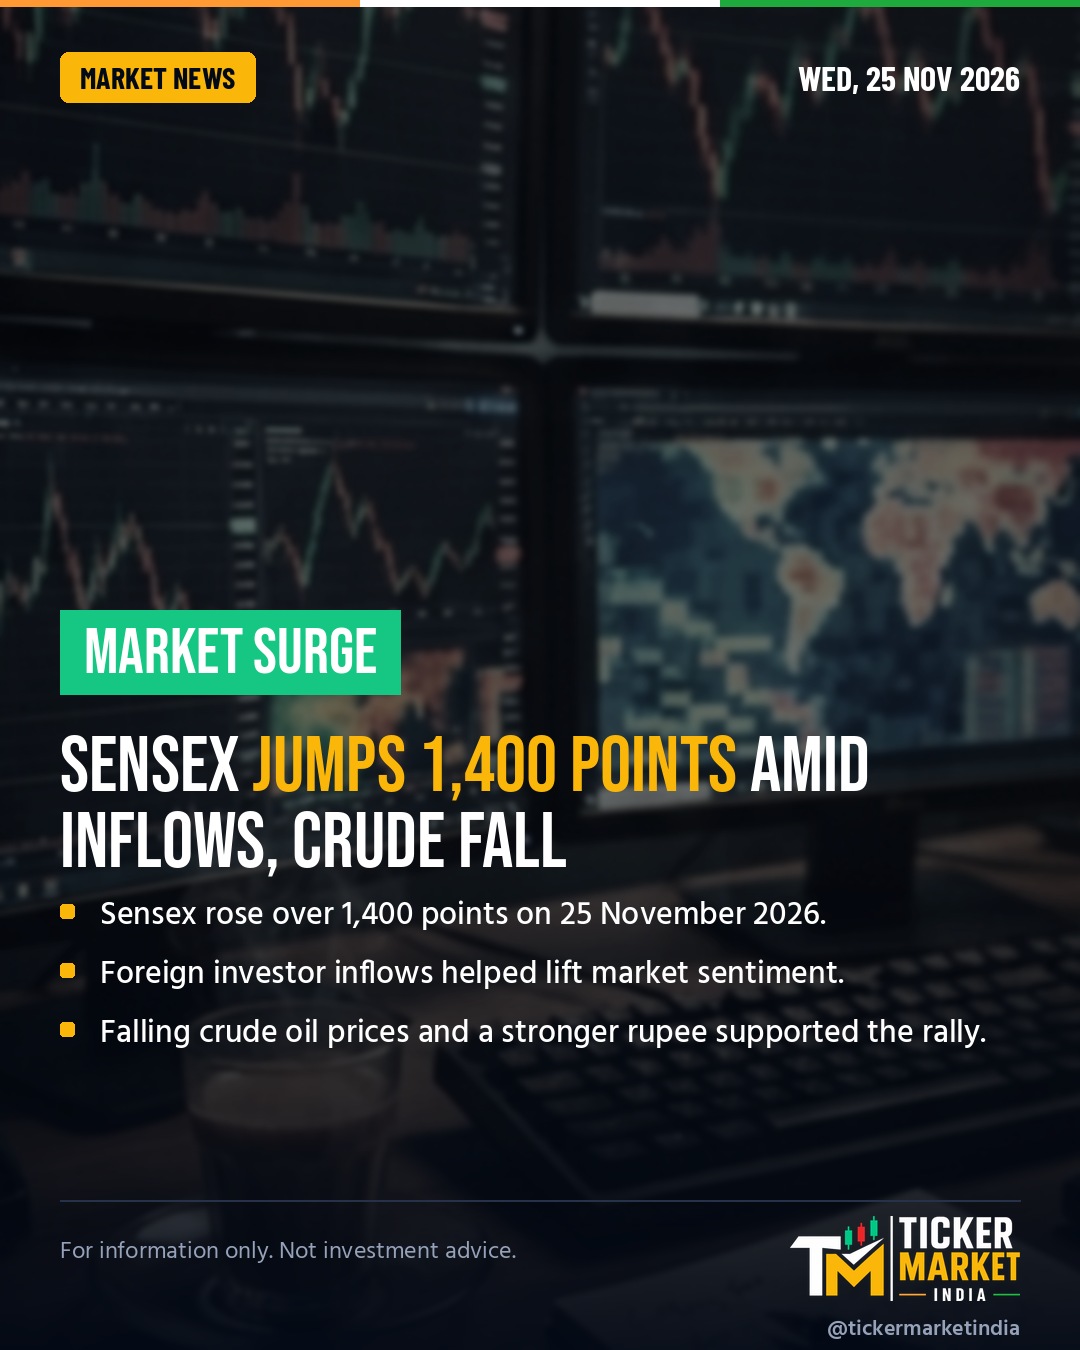 MARKET NEWS
WED, 25 NOV 2026
MARKET SURGE
SENSEX JUMPS 1,400 POINTS AMID
INFLOWS, CRUDE FALL
Sensex rose over 1,400 points on 25 November 2026.
Foreign investor inflows helped lift market sentiment.
Falling crude oil prices and a stronger rupee supported the rally.
For information only. Not investment advice.
TM
TICKER
MARKET
INDIA
@tickermarketindia